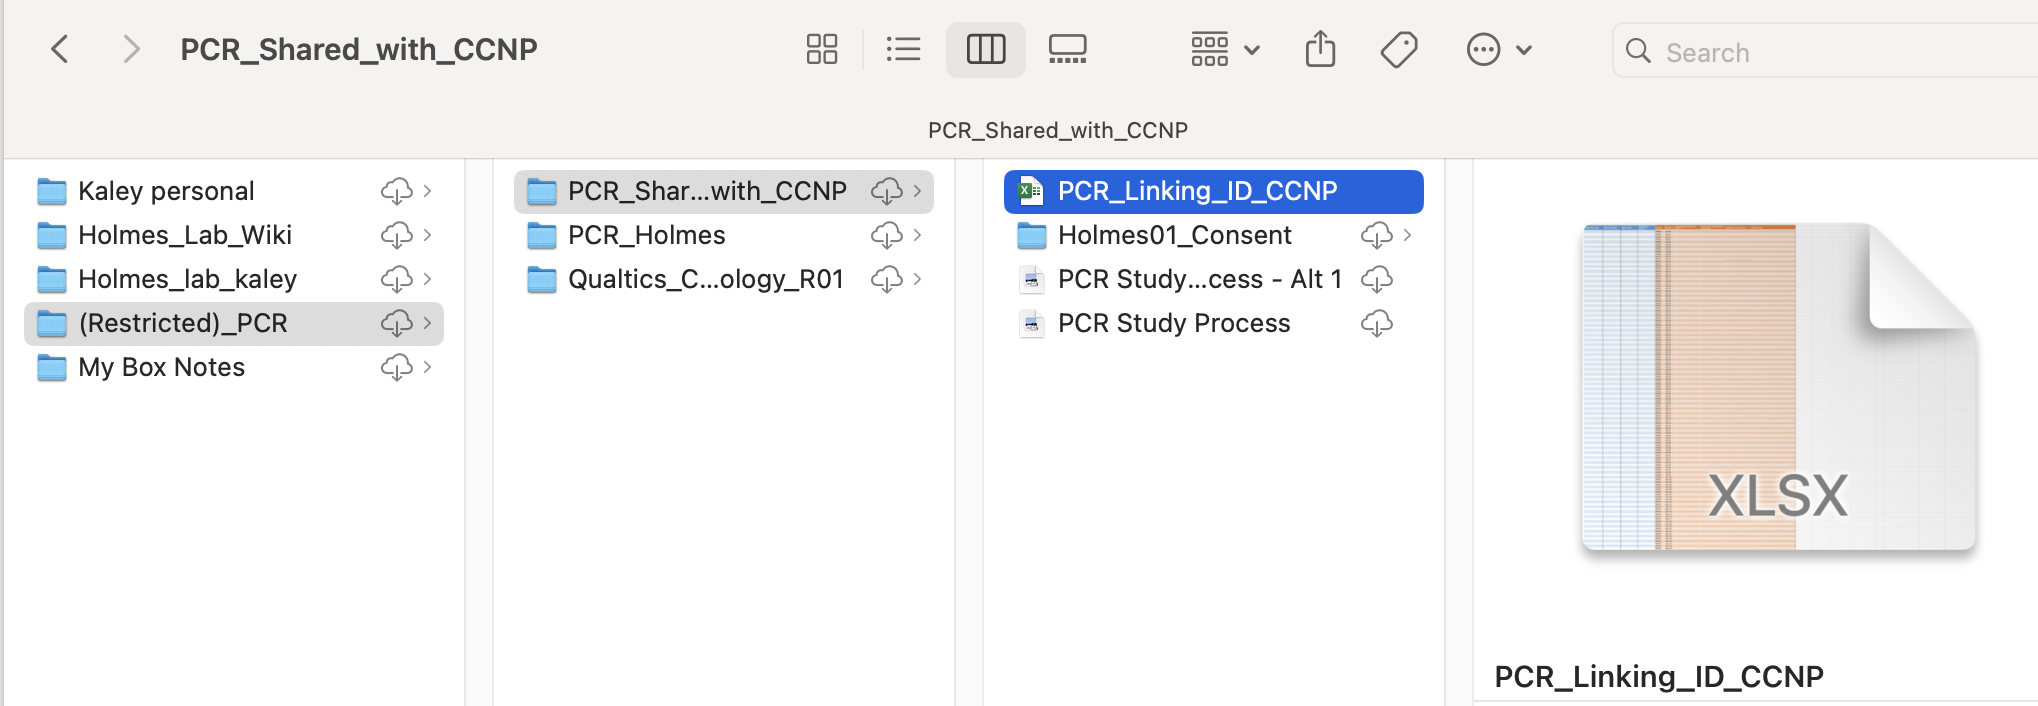 PCR_Shared_with_CCNP
Search
PCR_Shared_with_CCNP
Kaley personal
Holmes_Lab_Wiki
Holmes_lab_kaley
(Restricted)_PCR
My Box Notes
PCR_Shar...with_CCNP
PCR_Holmes
Qualtics_C...ology_R01
PCR_Linking_ID_CCNP
Holmes01_Consent
PCR Study...cess - Alt 1
PCR Study Process
XLSX
PCR_Linking_ID_CCNP